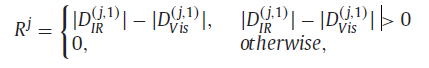 R^j = { |D_{IR}^{(j,1)}| − |D_{Vis}^{(j,1)}|, |D_{IR}^{(j,1)}| − |D_{Vis}^{(j,1)}| > 0
0, otherwise,